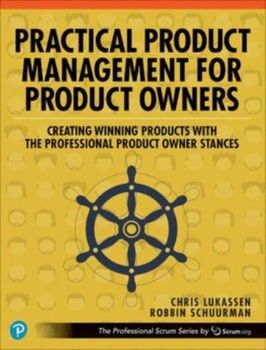 PRACTICAL PRODUCT
MANAGEMENT FOR
PRODUCT OWNERS
CREATING WINNING PRODUCTS WITH
THE PROFESSIONAL PRODUCT OWNER STANCES
CHRIS LUKASSEN
ROBBIN SCHUURMAN
P
The Professional Scrum Series by Scrum.org